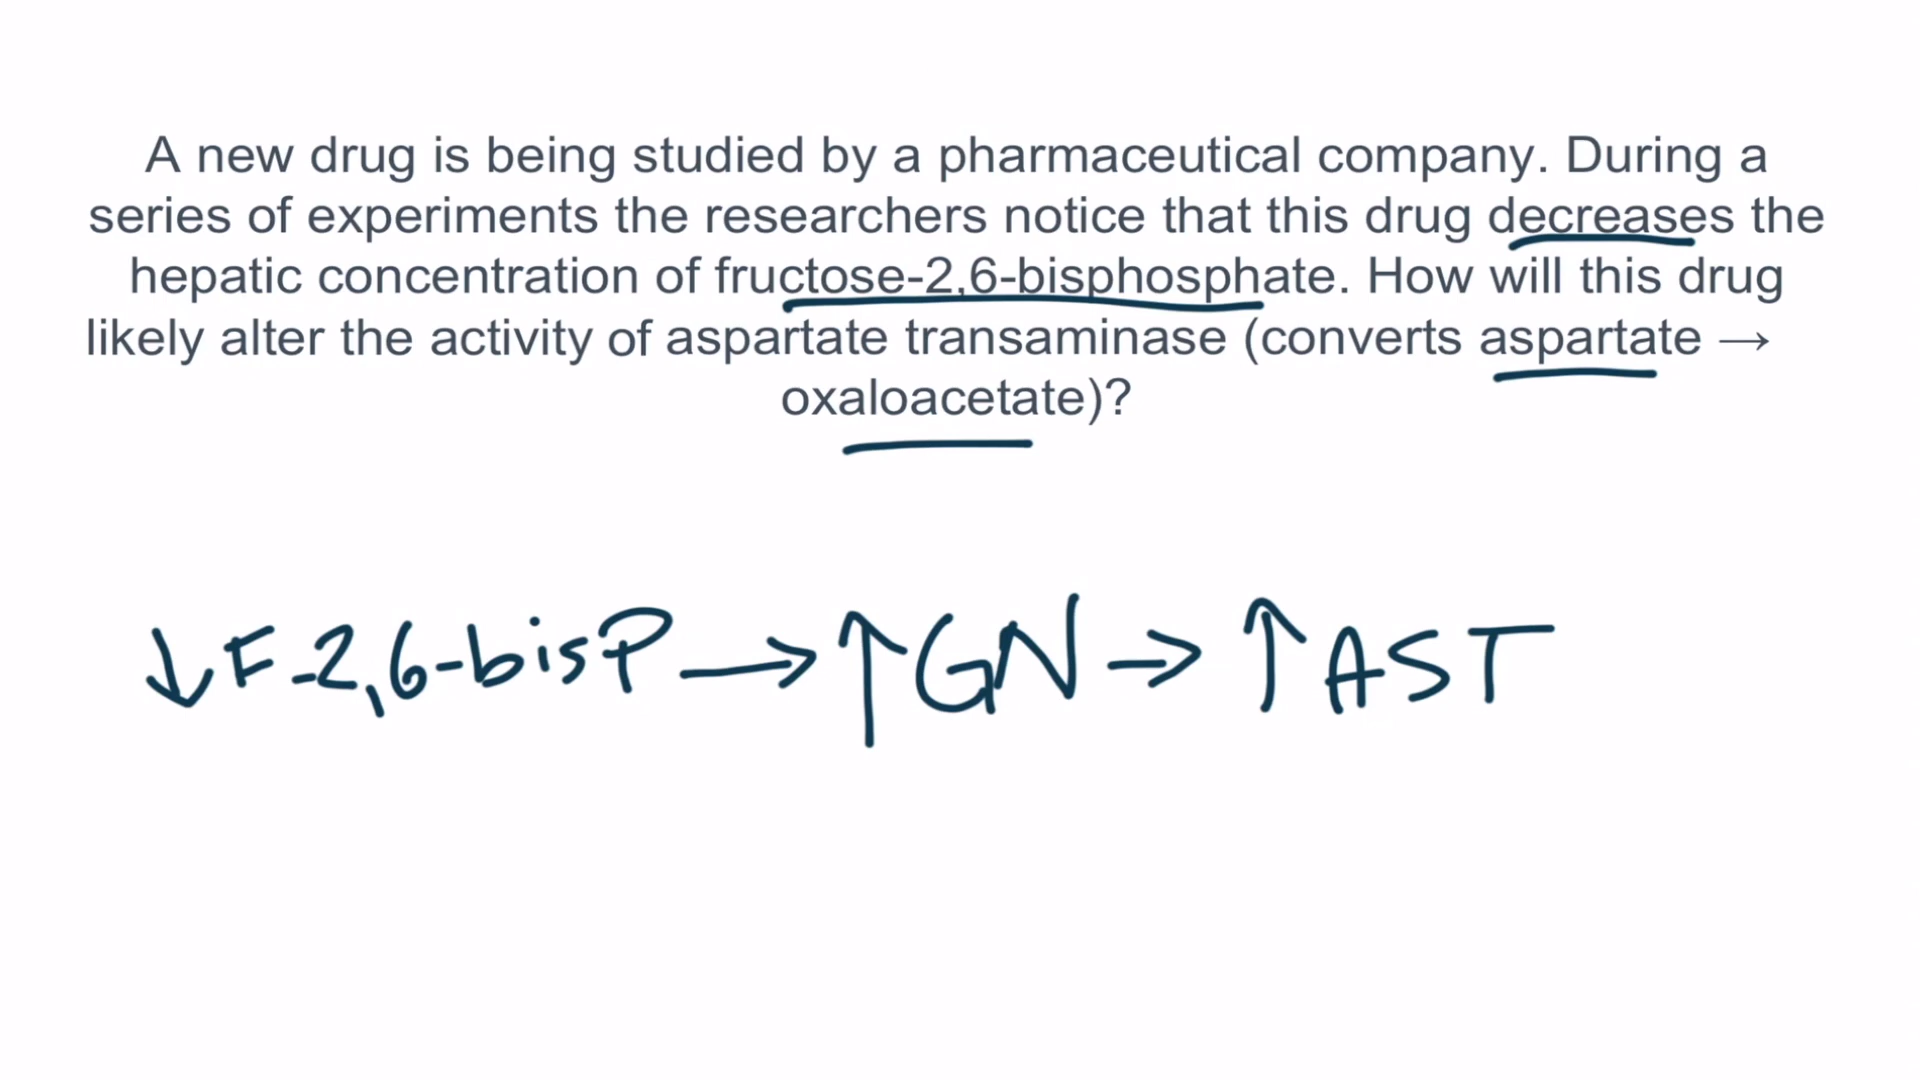 A new drug is being studied by a pharmaceutical company. During a
series of experiments the researchers notice that this drug decreases the
hepatic concentration of fructose-2,6-bisphosphate. How will this drug
likely alter the activity of aspartate transaminase (converts aspartate →
oxaloacetate)?
↓F-2,6-bisP → ↑GN → ↑AST